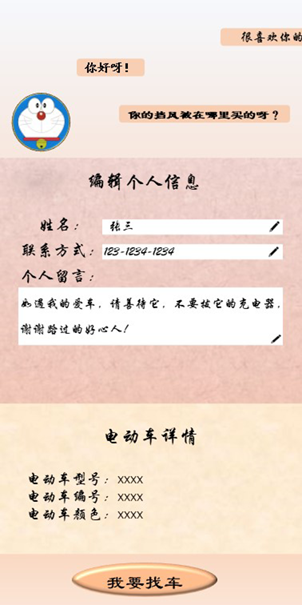 很喜欢你的
你好呀！
你的挡风被在哪里买的呀？
编辑个人信息
姓名：张三
联系方式：123-1234-1234
个人留言：
如遇我的爱车，请善待它，不要拔它的充电器，
谢谢路过的好心人！
电动车详情
电动车型号：XXXX
电动车编号：XXXX
电动车颜色：XXXX
我要找车